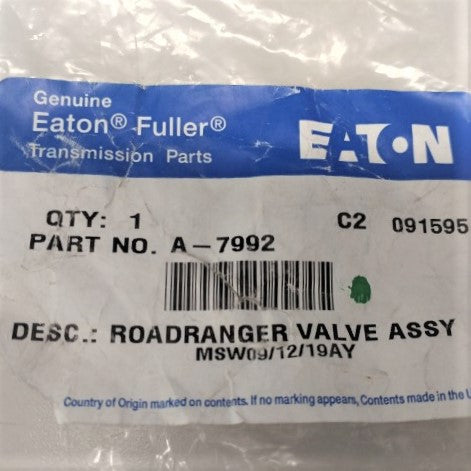 Genuine
Eaton® Fuller®
Transmission Parts
EATON
QTY: 1 C2 091595
PART NO. A-7992
DESC.: ROADRANGER VALVE ASSY
MSW09/12/19AY
Country of Origin marked on contents. If no marking appears, Contents made in the